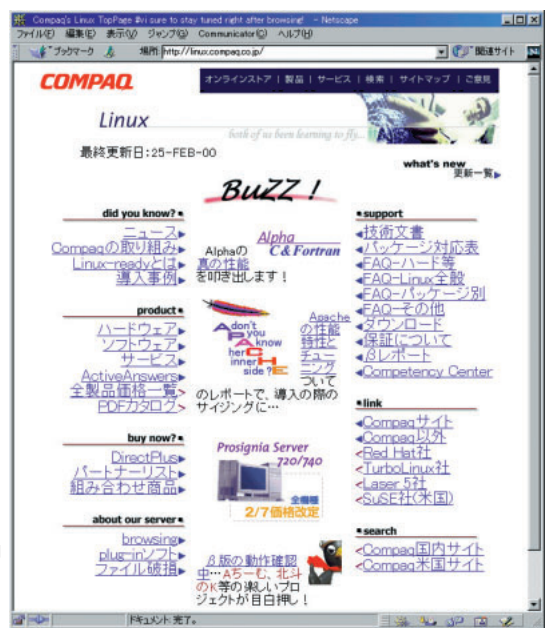 Compaq's Linux TopPage #vi sure to stay tuned right after browsing! - Netscape
ファイル(F) 編集(E) 表示(V) ジャンプ(G) Communicator(C) ヘルプ(H)
ブックマーク 場所: http://linux.compaq.co.jp/ 関連サイト
COMPAQ
オンラインストア | 製品 | サービス | 検索 | サイトマップ | ご意見
Linux
both of us been learning to fly...
最終更新日:25-FEB-00
what's new
更新一覧
BuZZ !
did you know?
ニュース
Compaqの取り組み
Linux-readyとは
導入事例
product
ハードウェア
ソフトウェア
サービス
ActiveAnswers
全製品価格一覧>
PDFカタログ>
buy now?
DirectPlus
パートナーリスト
組み合わせ商品
about our server
browsing
plug-inソフト
ファイル破損
Alpha
C & Fortran
Alphaの
真の性能
を叩き出します!
don't
you
know
her
inner
side ?
APACHE
Apache
の性能
特性と
チュー
ニング
ついて
のレポートで、導入の際の
サイジングに…
Prosignia Server
720/740
全機種
2/7価格改定
β版の動作確認
中…Aちーむ、北斗
のK等の楽しいプロ
ジェクトが目白押し!
support
技術文書
パッケージ対応表
FAQ-ハード等
FAQ-Linux全般
FAQ-パッケージ別
FAQ-その他
ダウンロード
保証について
βレポート
Competency Center
link
Compaqサイト
Compaq以外
<Red Hat社
<TurboLinux社
<Laser 5社
<SuSE社(米国)
search
<Compaq国内サイト
<Compaq米国サイト
ドキュメント:完了。